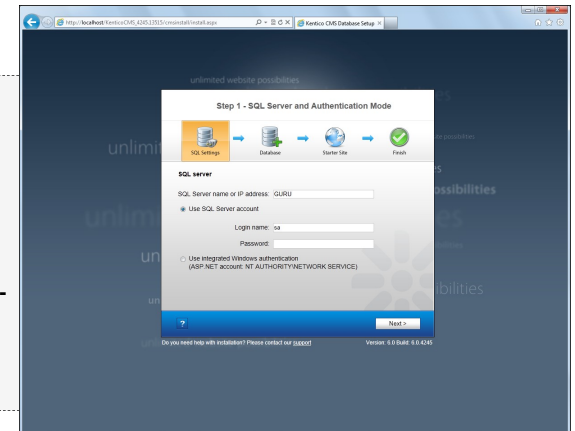 http://localhost/KenticoCMS_4245.13515/cmsinstall/install.aspx
Kentico CMS Database Setup
unlimited website possibilities
Step 1 - SQL Server and Authentication Mode
SQL Settings
Database
Starter Site
Finish
SQL server
SQL Server name or IP address: GURU
Use SQL Server account
Login name: sa
Password:
Use integrated Windows authentication
(ASP.NET account: NT AUTHORITY\NETWORK SERVICE)
?
Next >
Do you need help with installation? Please contact our support
Version: 6.0 Build: 6.0.4245